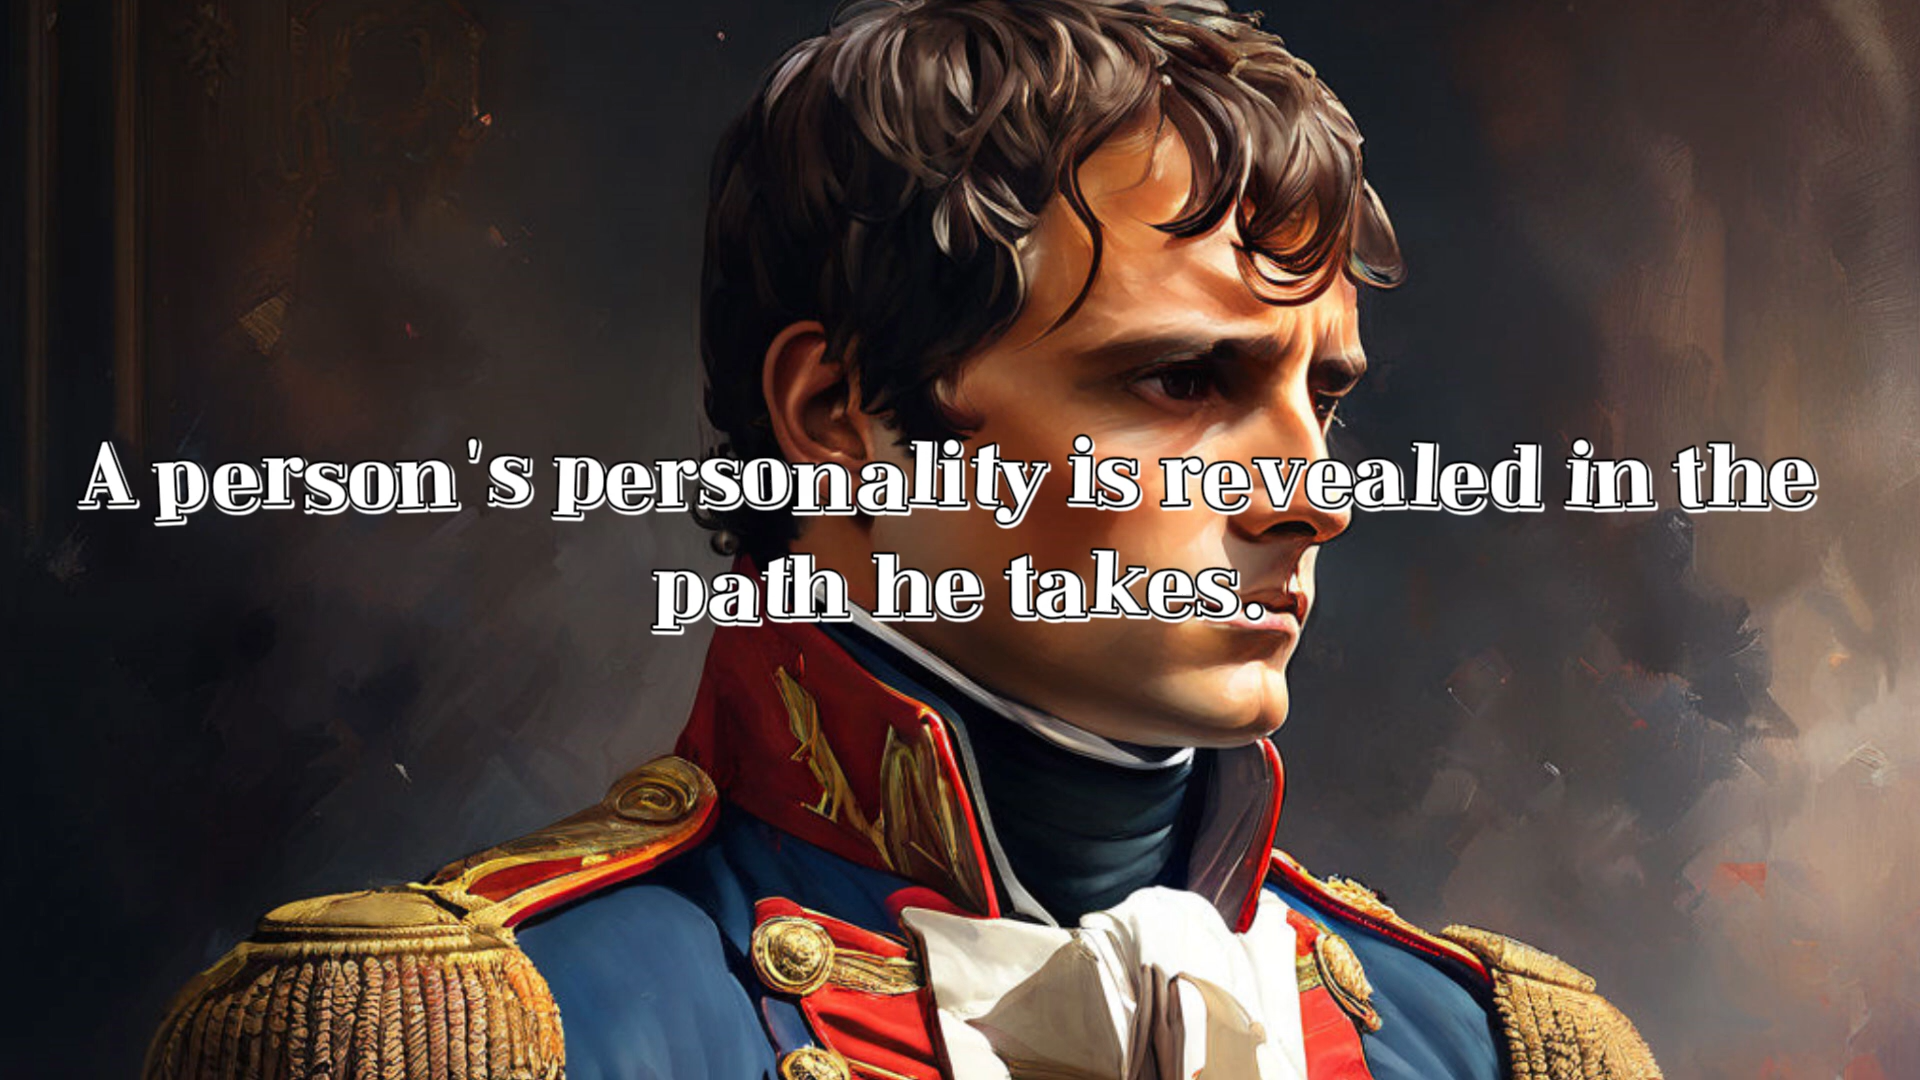 A person's personality is revealed in the
path he takes.